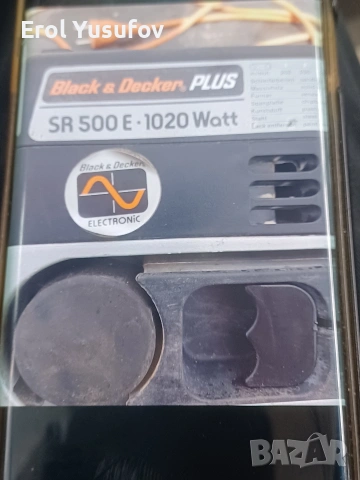 Erol Yusufov
Black & Decker PLUS
SR 500 E · 1020 Watt
Black & Decker
ELECTRONIC
BAZAR